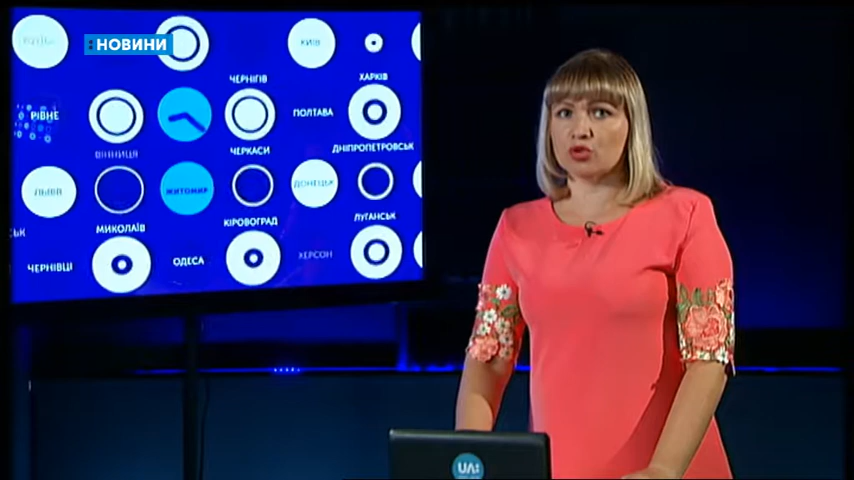 НОВИНИ
КИЇВ
ЧЕРНІГІВ
ХАРКІВ
РІВНЕ
ПОЛТАВА
ВІННИЦЯ
ЧЕРКАСИ
ДНІПРОПЕТРОВСЬК
ЛЬВІВ
ЖИТОМИР
ДОНЕЦЬК
МИКОЛАЇВ
КІРОВОГРАД
ЛУГАНСЬК
СЬК
ЧЕРНІВЦІ
ОДЕСА
ХЕРСОН
UA: